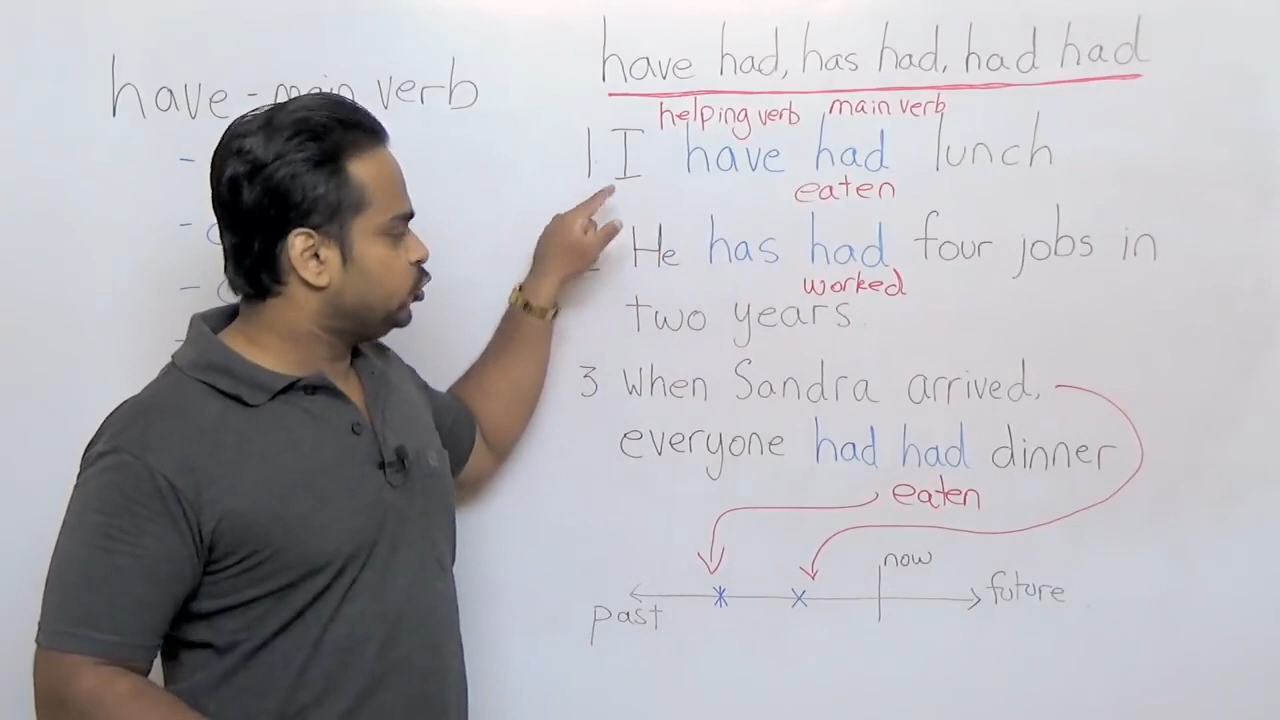 have - main verb
-
-
-
-
have had, has had, had had
helping verb main verb
1. I have had lunch
eaten
He has had four jobs in
worked
two years.
3 When Sandra arrived,
everyone had had dinner
eaten
now
past future